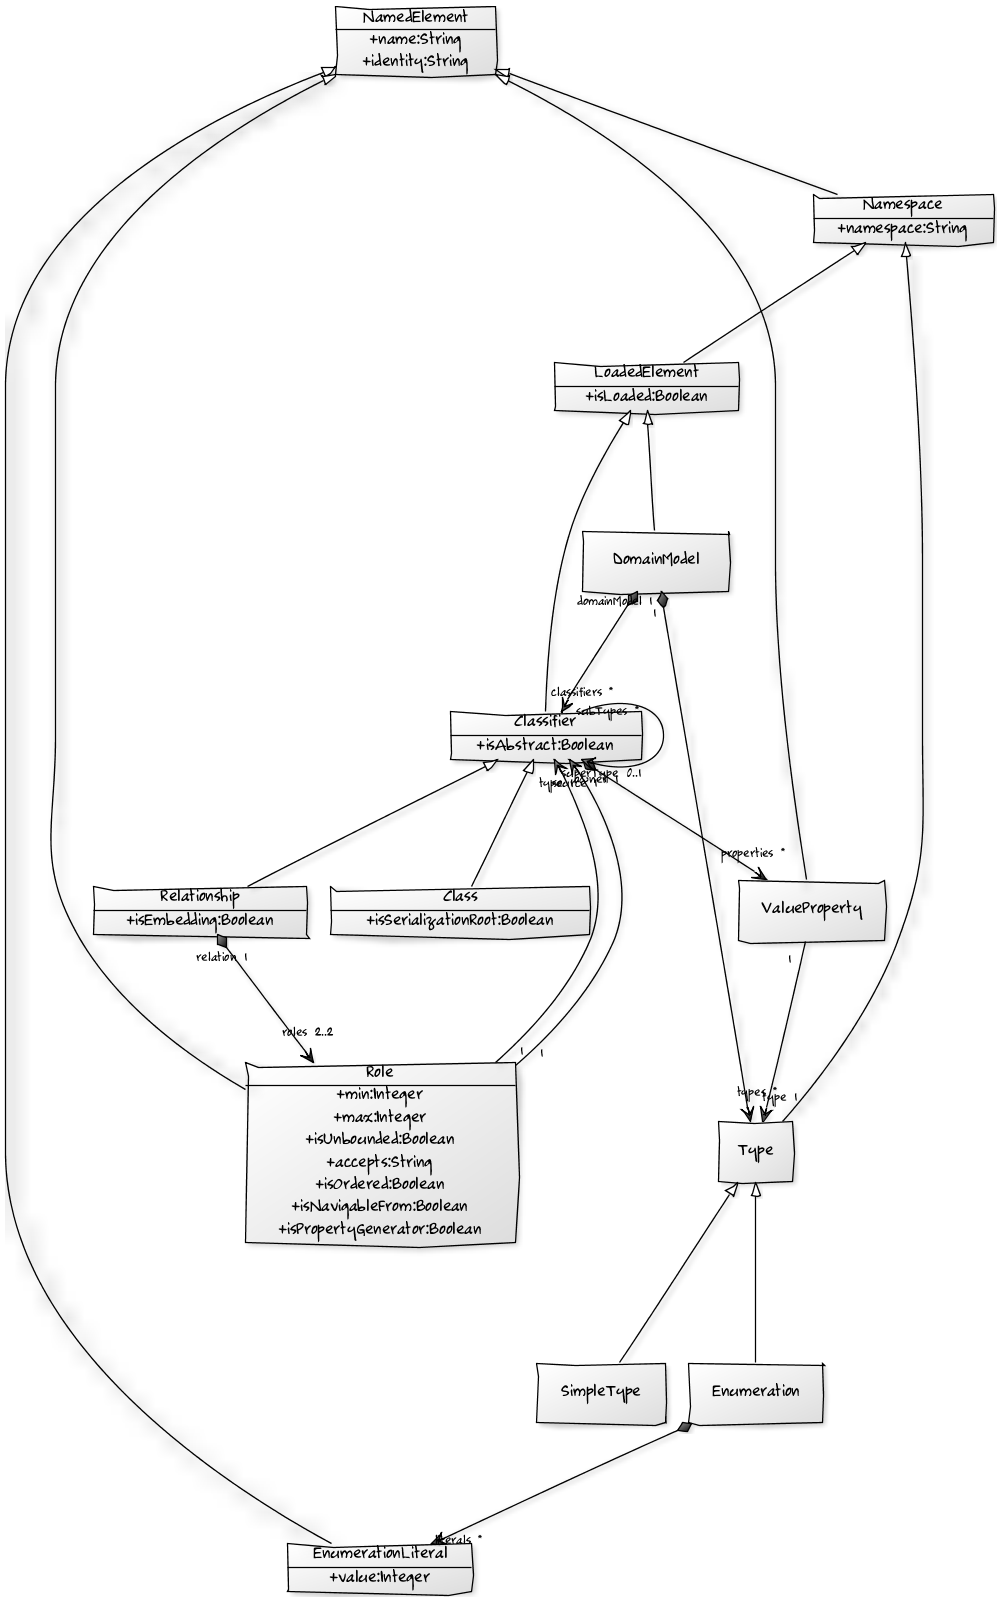 NamedElement
+name:String
+identity:String
Namespace
+namespace:String
LoadedElement
+isLoaded:Boolean
DomainModel
domainModel 1
1
classifiers *
subTypes *
Classifier
+isAbstract:Boolean
superType 0..1
type
source
properties *
Relationship
+isEmbedding:Boolean
Class
+isSerializationRoot:Boolean
ValueProperty
relation 1
1
roles 2..2
1
1
Role
+min:Integer
+max:Integer
+isUnbounded:Boolean
+accepts:String
+isOrdered:Boolean
+isNavigableFrom:Boolean
+isPropertyGenerator:Boolean
types *
type 1
Type
SimpleType
Enumeration
literals *
EnumerationLiteral
+value:Integer